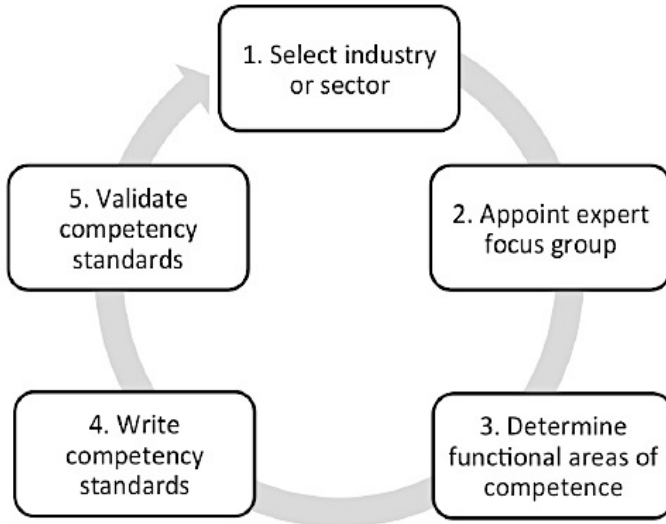 1. Select industry
or sector
2. Appoint expert
focus group
3. Determine
functional areas of
competence
4. Write
competency
standards
5. Validate
competency
standards